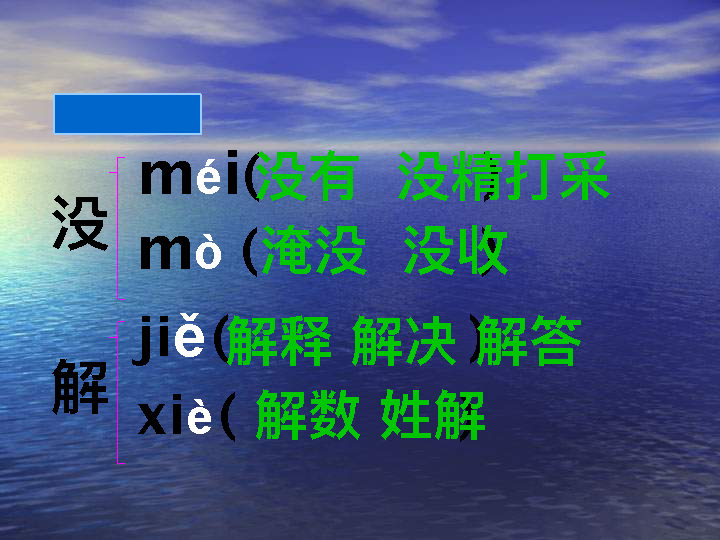 没
méi(没有 没精打采)
mò (淹没 没收)
解
jiě(解释 解决 解答)
xiè( 解数 姓解)